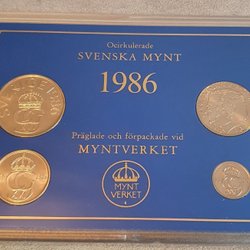 Ocirkulerade
SVENSKA MYNT
1986
Präglade och förpackade vid
MYNTVERKET
MYNT
VERKET